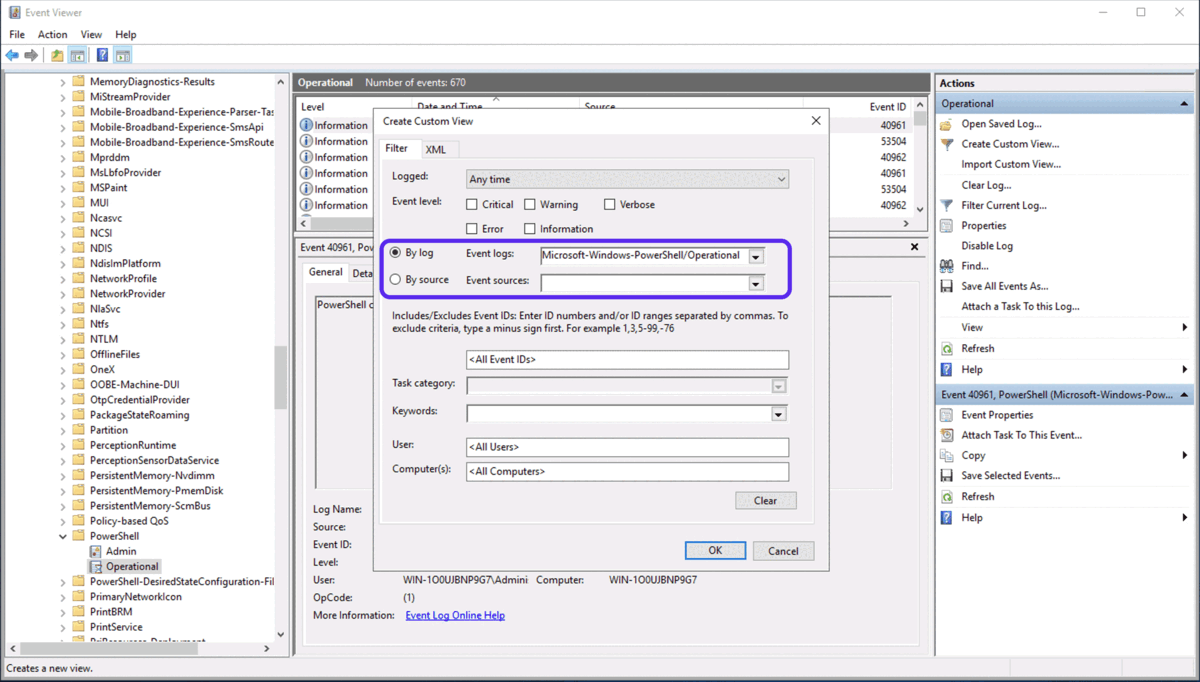 Event Viewer
File Action View Help
MemoryDiagnostics-Results
MiStreamProvider
Mobile-Broadband-Experience-Parser-Tas
Mobile-Broadband-Experience-SmsApi
Mobile-Broadband-Experience-SmsRoute
Mprddm
MsLbfoProvider
MSPaint
MUI
Ncasvc
NCSI
NDIS
NdisImPlatform
NetworkProfile
NetworkProvider
NlaSvc
Ntfs
NTLM
OfflineFiles
OneX
OOBE-Machine-DUI
OtpCredentialProvider
PackageStateRoaming
Partition
PerceptionRuntime
PerceptionSensorDataService
PersistentMemory-Nvdimm
PersistentMemory-PmemDisk
PersistentMemory-ScmBus
Policy-based QoS
PowerShell
Admin
Operational
PowerShell-DesiredStateConfiguration-Fil
PrimaryNetworkIcon
PrintBRM
PrintService
Operational Number of events: 670
Level Date and Time Source Event ID
Information 40961
Information 53504
Information 40962
Information 40961
Information 53504
Information 40962
Event 40961, Pow
General Deta
PowerShell c
Log Name:
Source:
Event ID:
Level:
User: WIN-1O0UJBNP9G7\Admini Computer: WIN-1O0UJBNP9G7
OpCode: (1)
More Information: Event Log Online Help
Create Custom View
Filter XML
Logged: Any time
Event level: Critical Warning Verbose
Error Information
By log Event logs: Microsoft-Windows-PowerShell/Operational
By source Event sources:
Includes/Excludes Event IDs: Enter ID numbers and/or ID ranges separated by commas. To
exclude criteria, type a minus sign first. For example 1,3,5-99,-76
<All Event IDs>
Task category:
Keywords:
User: <All Users>
Computer(s): <All Computers>
Clear
OK Cancel
Actions
Operational
Open Saved Log...
Create Custom View...
Import Custom View...
Clear Log...
Filter Current Log...
Properties
Disable Log
Find...
Save All Events As...
Attach a Task To this Log...
View
Refresh
Help
Event 40961, PowerShell (Microsoft-Windows-Pow...
Event Properties
Attach Task To This Event...
Copy
Save Selected Events...
Refresh
Help
Creates a new view.